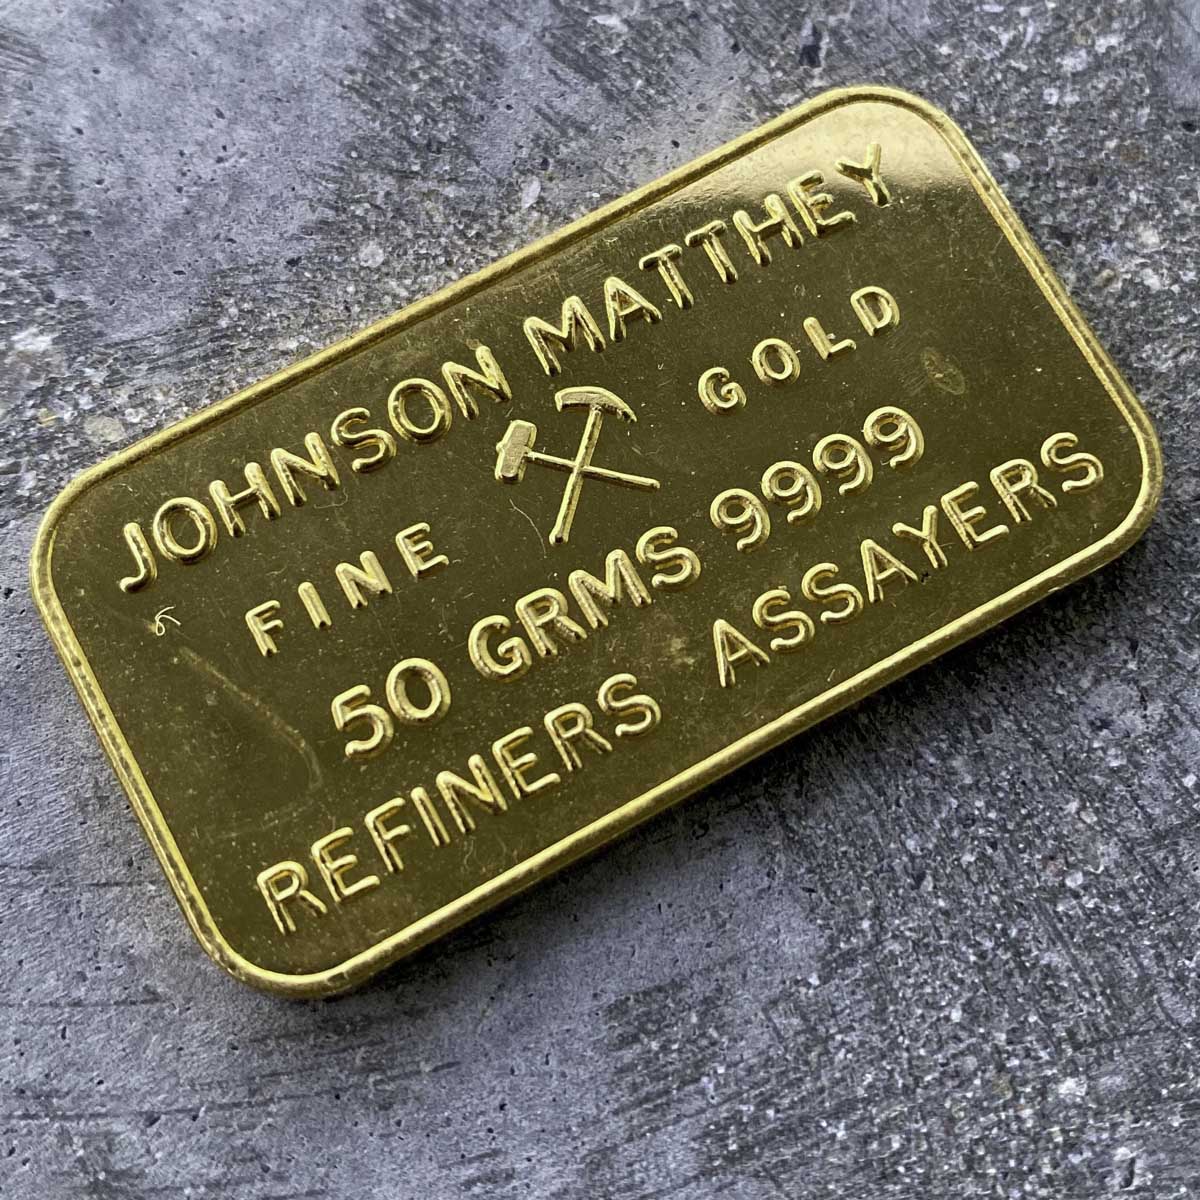 JOHNSON MATTHEY
FINE GOLD
50 GRMS 9999
REFINERS ASSAYERS